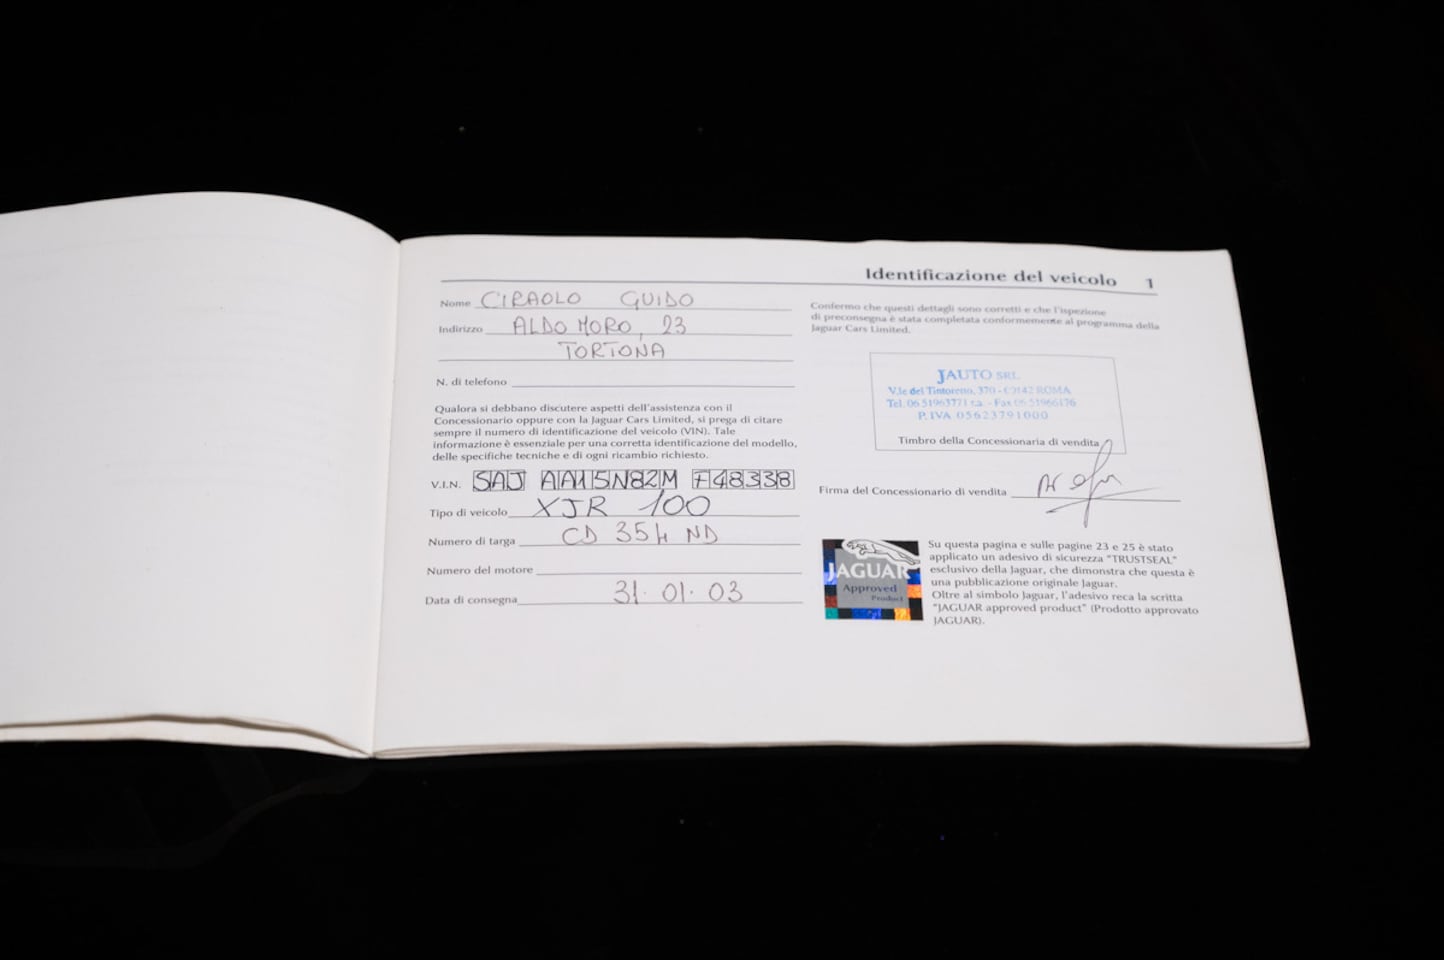 Identificazione del veicolo 1
Nome CIRAOLO GUIDO
Indirizzo ALDO MORO, 23
TORTONA
N. di telefono
Qualora si debbano discutere aspetti dell'assistenza con il
Concessionario oppure con la Jaguar Cars Limited, si prega di citare
sempre il numero di identificazione del veicolo (VIN). Tale
informazione è essenziale per una corretta identificazione del modello,
delle specifiche tecniche e di ogni ricambio richiesto.
V.I.N. SAJ AA15N82M F48338
Tipo di veicolo XJR 100
Numero di targa CD 354 ND
Numero del motore
Data di consegna 31·01·03
Confermo che questi dettagli sono corretti e che l'ispezione
di preconsegna è stata completata conformemente al programma della
Jaguar Cars Limited.
JAUTO SRL
V.le del Tintoretto, 370 - 00142 ROMA
Tel. 06 51963771 r.a. - Fax 06 51966176
P. IVA 05623791000
Timbro della Concessionaria di vendita
Firma del Concessionario di vendita
JAGUAR
Approved
Product
Su questa pagina e sulle pagine 23 e 25 è stato
applicato un adesivo di sicurezza "TRUSTSEAL"
esclusivo della Jaguar, che dimonstra che questa è
una pubblicazione originale Jaguar.
Oltre al simbolo Jaguar, l'adesivo reca la scritta
"JAGUAR approved product" (Prodotto approvato
JAGUAR).